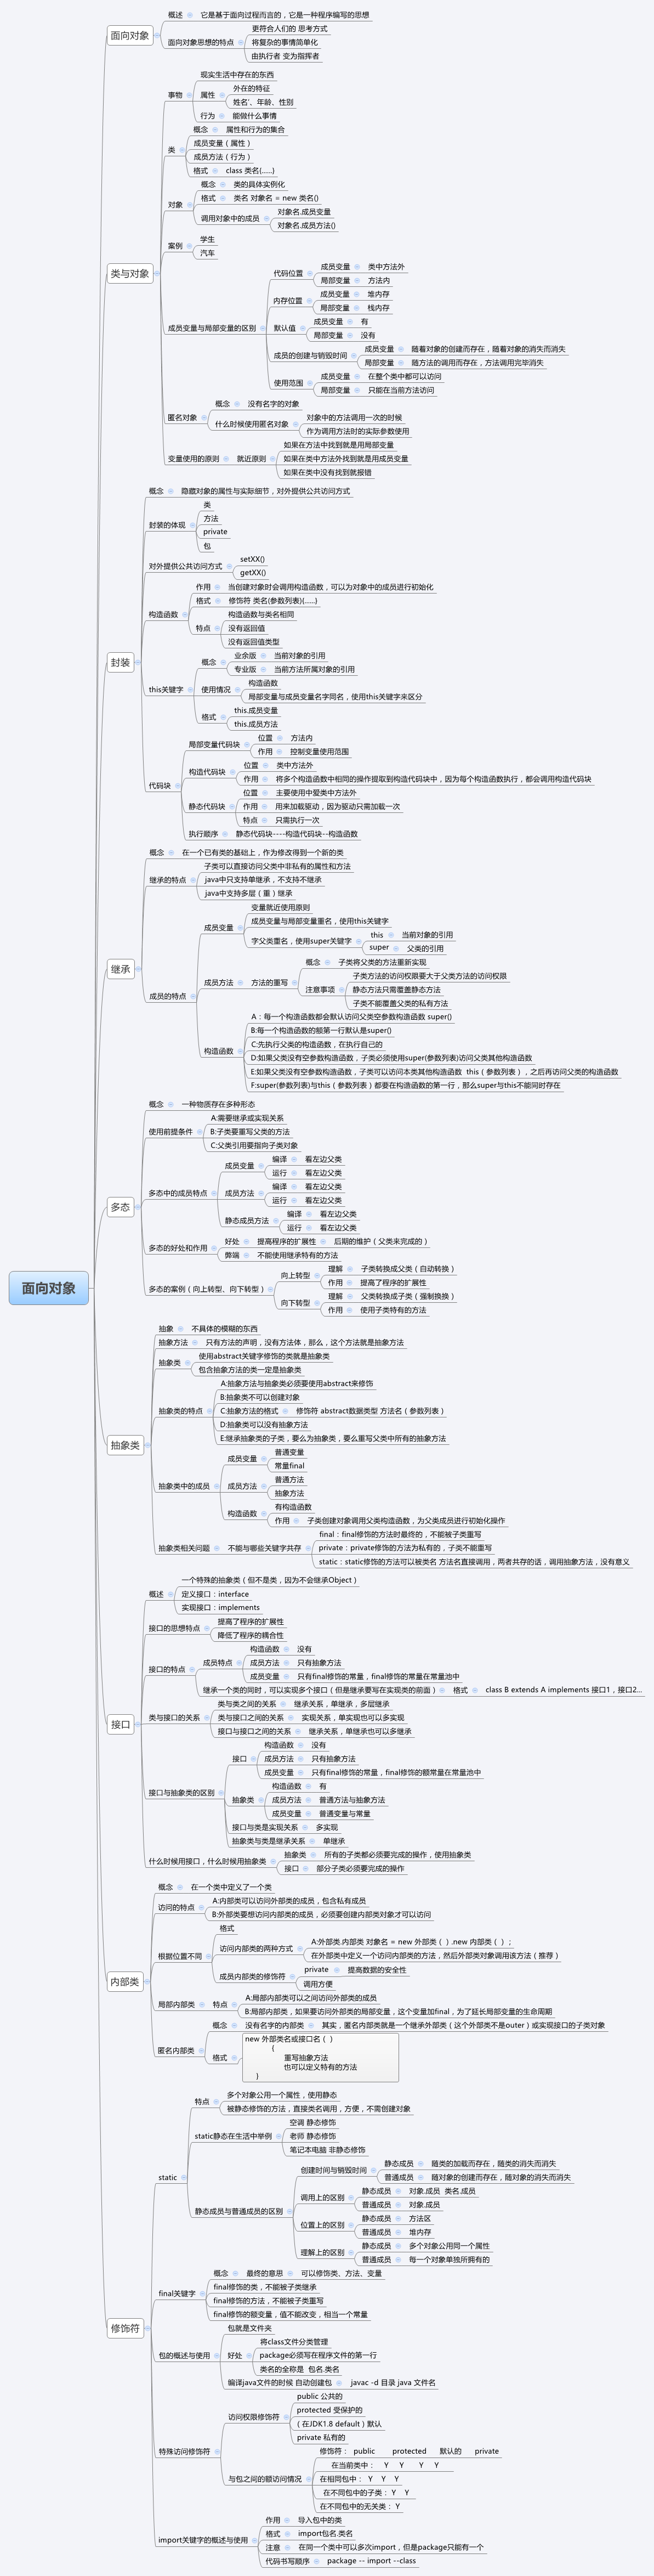 面向对象
面向对象
概述
它是基于面向过程而言的，它是一种程序编写的思想
面向对象思想的特点
更符合人们的 思考方式
将复杂的事情简单化
由执行者 变为指挥者
类与对象
事物
现实生活中存在的东西
属性
外在的特征
姓名'、年龄、性别
行为
能做什么事情
类
概念
属性和行为的集合
成员变量（属性）
成员方法（行为）
格式
class 类名{.....}
对象
概念
类的具体实例化
格式
类名 对象名 = new 类名()
调用对象中的成员
对象名.成员变量
对象名.成员方法()
案例
学生
汽车
成员变量与局部变量的区别
代码位置
成员变量
类中方法外
局部变量
方法内
内存位置
成员变量
堆内存
局部变量
栈内存
默认值
成员变量
有
局部变量
没有
成员的创建与销毁时间
成员变量
随着对象的创建而存在，随着对象的消失而消失
局部变量
随方法的调用而存在，方法调用完毕消失
使用范围
成员变量
在整个类中都可以访问
局部变量
只能在当前方法访问
匿名对象
概念
没有名字的对象
什么时候使用匿名对象
对象中的方法调用一次的时候
作为调用方法时的实际参数使用
变量使用的原则
就近原则
如果在方法中找到就是用局部变量
如果在类中方法外找到就是用成员变量
如果在类中没有找到就报错
封装
概念
隐藏对象的属性与实际细节，对外提供公共访问方式
封装的体现
类
方法
private
包
对外提供公共访问方式
setXX()
getXX()
构造函数
作用
当创建对象时会调用构造函数，可以为对象中的成员进行初始化
格式
修饰符 类名(参数列表){.....}
特点
构造函数与类名相同
没有返回值
没有返回值类型
this关键字
概念
业余版
当前对象的引用
专业版
当前方法所属对象的引用
使用情况
构造函数
局部变量与成员变量名字同名，使用this关键字来区分
格式
this.成员变量
this.成员方法
代码块
局部变量代码块
位置
方法内
作用
控制变量使用范围
构造代码块
位置
类中方法外
作用
将多个构造函数中相同的操作提取到构造代码块中，因为每个构造函数执行，都会调用构造代码块
静态代码块
位置
主要使用中爱类中方法外
作用
用来加载驱动，因为驱动只需加载一次
特点
只需执行一次
执行顺序
静态代码块----构造代码块--构造函数
继承
概念
在一个已有类的基础上，作为修改得到一个新的类
继承的特点
子类可以直接访问父类中非私有的属性和方法
java中只支持单继承，不支持不继承
java中支持多层（重）继承
成员的特点
成员变量
变量就近使用原则
成员变量与局部变量重名，使用this关键字
字父类重名，使用super关键字
this
当前对象的引用
super
父类的引用
成员方法
方法的重写
概念
子类将父类的方法重新实现
注意事项
子类方法的访问权限要大于父类方法的访问权限
静态方法只需覆盖静态方法
子类不能覆盖父类的私有方法
构造函数
A：每一个构造函数都会默认访问父类空参数构造函数 super()
B:每一个构造函数的额第一行默认是super()
C:先执行父类的构造函数，在执行自己的
D:如果父类没有空参数构造函数，子类必须使用super(参数列表)访问父类其他构造函数
E:如果父类没有空参数构造函数，子类可以访问本类其他构造函数 this（参数列表），之后再访问父类的构造函数
F:super(参数列表)与this（参数列表）都要在构造函数的第一行，那么super与this不能同时存在
多态
概念
一种物质存在多种形态
使用前提条件
A:需要继承或实现关系
B:子类要重写父类的方法
C:父类引用要指向子类对象
多态中的成员特点
成员变量
编译
看左边父类
运行
看左边父类
成员方法
编译
看左边父类
运行
看左边父类
静态成员方法
编译
看左边父类
运行
看左边父类
多态的好处和作用
好处
提高程序的扩展性
后期的维护（父类未完成的）
弊端
不能使用继承特有的方法
多态的案例（向上转型、向下转型）
向上转型
理解
子类转换成父类（自动转换）
作用
提高了程序的扩展性
向下转型
理解
父类转换成子类（强制换换）
作用
使用子类特有的方法
抽象类
抽象
不具体的模糊的东西
抽象方法
只有方法的声明，没有方法体，那么，这个方法就是抽象方法
抽象类
使用abstract关键字修饰的类就是抽象类
包含抽象方法的类一定是抽象类
抽象类的特点
A:抽象方法与抽象类必须要使用abstract来修饰
B:抽象类不可以创建对象
C:抽象方法的格式
修饰符 abstract数据类型 方法名（参数列表）
D:抽象类可以没有抽象方法
E:继承抽象类的子类，要么为抽象类，要么重写父类中所有的抽象方法
抽象类中的成员
成员变量
普通变量
常量final
成员方法
普通方法
抽象方法
构造函数
有构造函数
作用
子类创建对象调用父类构造函数，为父类成员进行初始化操作
抽象类相关问题
不能与哪些关键字共存
final：final修饰的方法时最终的，不能被子类重写
private：private修饰的方法为私有的，子类不能重写
static：static修饰的方法可以被类名 方法名直接调用，两者共存的话，调用抽象方法，没有意义
接口
概述
一个特殊的抽象类（但不是类，因为不会继承Object）
定义接口：interface
实现接口：implements
接口的思想特点
提高了程序的扩展性
降低了程序的耦合性
接口的特点
成员特点
构造函数
没有
成员方法
只有抽象方法
成员变量
只有final修饰的常量，final修饰的常量在常量池中
继承一个类的同时，可以实现多个接口（但是继承要写在实现类的前面）
格式
class B extends A implements 接口1，接口2...
类与接口的关系
类与类之间的关系
继承关系，单继承，多层继承
类与接口之间的关系
实现关系，单实现也可以多实现
接口与接口之间的关系
继承关系，单继承也可以多继承
接口与抽象类的区别
接口
构造函数
没有
成员方法
只有抽象方法
成员变量
只有final修饰的常量，final修饰的额常量在常量池中
抽象类
构造函数
有
成员方法
普通方法与抽象方法
成员变量
普通变量与常量
接口与类是实现关系
多实现
抽象类与类是继承关系
单继承
什么时候用接口，什么时候用抽象类
抽象类
所有的子类都必须要完成的操作，使用抽象类
接口
部分子类必须要完成的操作
内部类
概念
在一个类中定义了一个类
访问的特点
A:内部类可以访问外部类的成员，包含私有成员
B:外部类要想访问内部类的成员，必须要创建内部类对象才可以访问
根据位置不同
格式
访问内部类的两种方式
A:外部类.内部类 对象名 = new 外部类（ ）.new 内部类（ ）；
在外部类中定义一个访问内部类的方法，然后外部类对象调用该方法（推荐）
成员内部类的修饰符
private
提高数据的安全性
调用方便
局部内部类
特点
A:局部内部类可以之间访问外部类的成员
B:局部内部类，如果要访问外部类的局部变量，这个变量加final，为了延长局部变量的生命周期
匿名内部类
概念
没有名字的内部类
其实，匿名内部类就是一个继承外部类（这个外部类不是outer）或实现接口的子类对象
格式
new 外部类名或接口名（ ）
{
重写抽象方法
也可以定义特有的方法
}
修饰符
static
特点
多个对象公用一个属性，使用静态
被静态修饰的方法，直接类名调用，方便，不需创建对象
static静态在生活中举例
空调 静态修饰
老师 静态修饰
笔记本电脑 非静态修饰
静态成员与普通成员的区别
创建时间与销毁时间
静态成员
随类的加载而存在，随类的消失而消失
普通成员
随对象的创建而存在，随对象的消失而消失
调用上的区别
静态成员
对象.成员 类名.成员
普通成员
对象.成员
位置上的区别
静态成员
方法区
普通成员
堆内存
理解上的区别
静态成员
多个对象公用同一个属性
普通成员
每一个对象单独所拥有的
final关键字
概念
最终的意思
可以修饰类、方法、变量
final修饰的类，不能被子类继承
final修饰的方法，不能被子类重写
final修饰的额变量，值不能改变，相当一个常量
包的概述与使用
包就是文件夹
好处
将class文件分类管理
package必须写在程序文件的第一行
类名的全称是 包名.类名
编译java文件的时候 自动创建包
javac -d 目录 java 文件名
特殊访问修饰符
访问权限修饰符
public 公共的
protected 受保护的
( 在JDK1.8 default ) 默认
private 私有的
与包之间的额访问情况
修饰符： public protected 默认的 private
在当前类中： Y Y Y Y
在相同包中： Y Y Y
在不同包中的子类： Y Y
在不同包中的无关类： Y
import关键字的概述与使用
作用
导入包中的类
格式
import包名.类名
注意
在同一个类中可以多次import，但是package只能有一个
代码书写顺序
package -- import --class